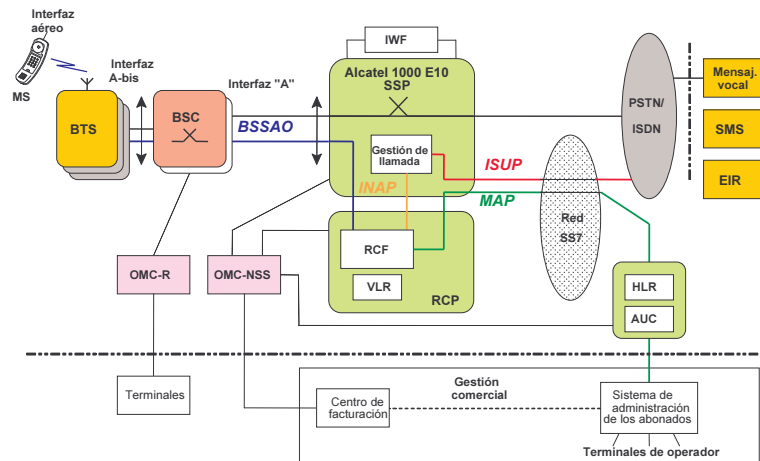 Interfaz
aéreo
MS
Interfaz
A-bis
BTS
BSC
Interfaz "A"
BSSAO
IWF
Alcatel 1000 E10
SSP
Gestión de
llamada
INAP
ISUP
MAP
RCF
VLR
RCP
PSTN/
ISDN
Red
SS7
Mensaj.
vocal
SMS
EIR
HLR
AUC
OMC-R
OMC-NSS
Terminales
Centro de
facturación
Gestión
comercial
Sistema de
administración
de los abonados
Terminales de operador